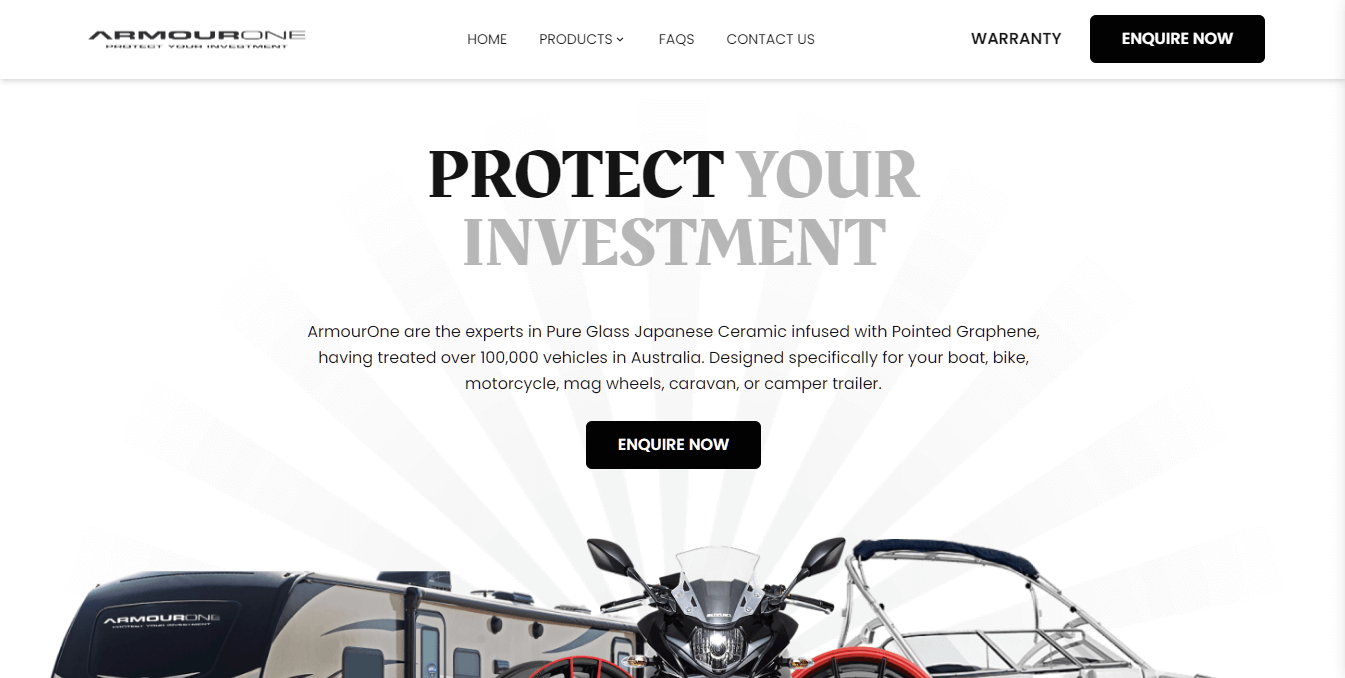 ARMOURONE
PROTECT YOUR INVESTMENT
HOME
PRODUCTS
FAQS
CONTACT US
WARRANTY
ENQUIRE NOW
PROTECT YOUR
INVESTMENT
ArmourOne are the experts in Pure Glass Japanese Ceramic infused with Pointed Graphene,
having treated over 100,000 vehicles in Australia. Designed specifically for your boat, bike,
motorcycle, mag wheels, caravan, or camper trailer.
ENQUIRE NOW
ARMOURONE
PROTECT YOUR INVESTMENT
SUZUKI